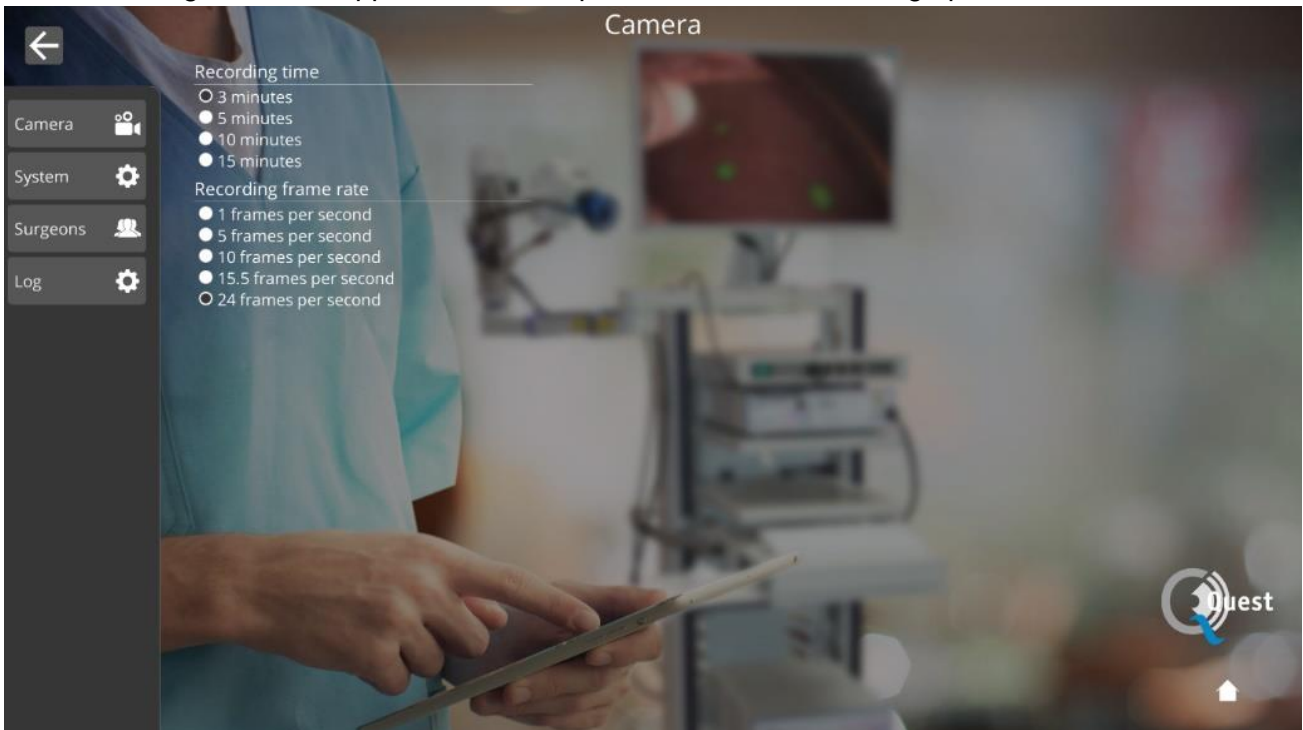 Camera
Recording time
3 minutes
5 minutes
10 minutes
15 minutes
Recording frame rate
1 frames per second
5 frames per second
10 frames per second
15.5 frames per second
24 frames per second
Camera
System
Surgeons
Log
Quest